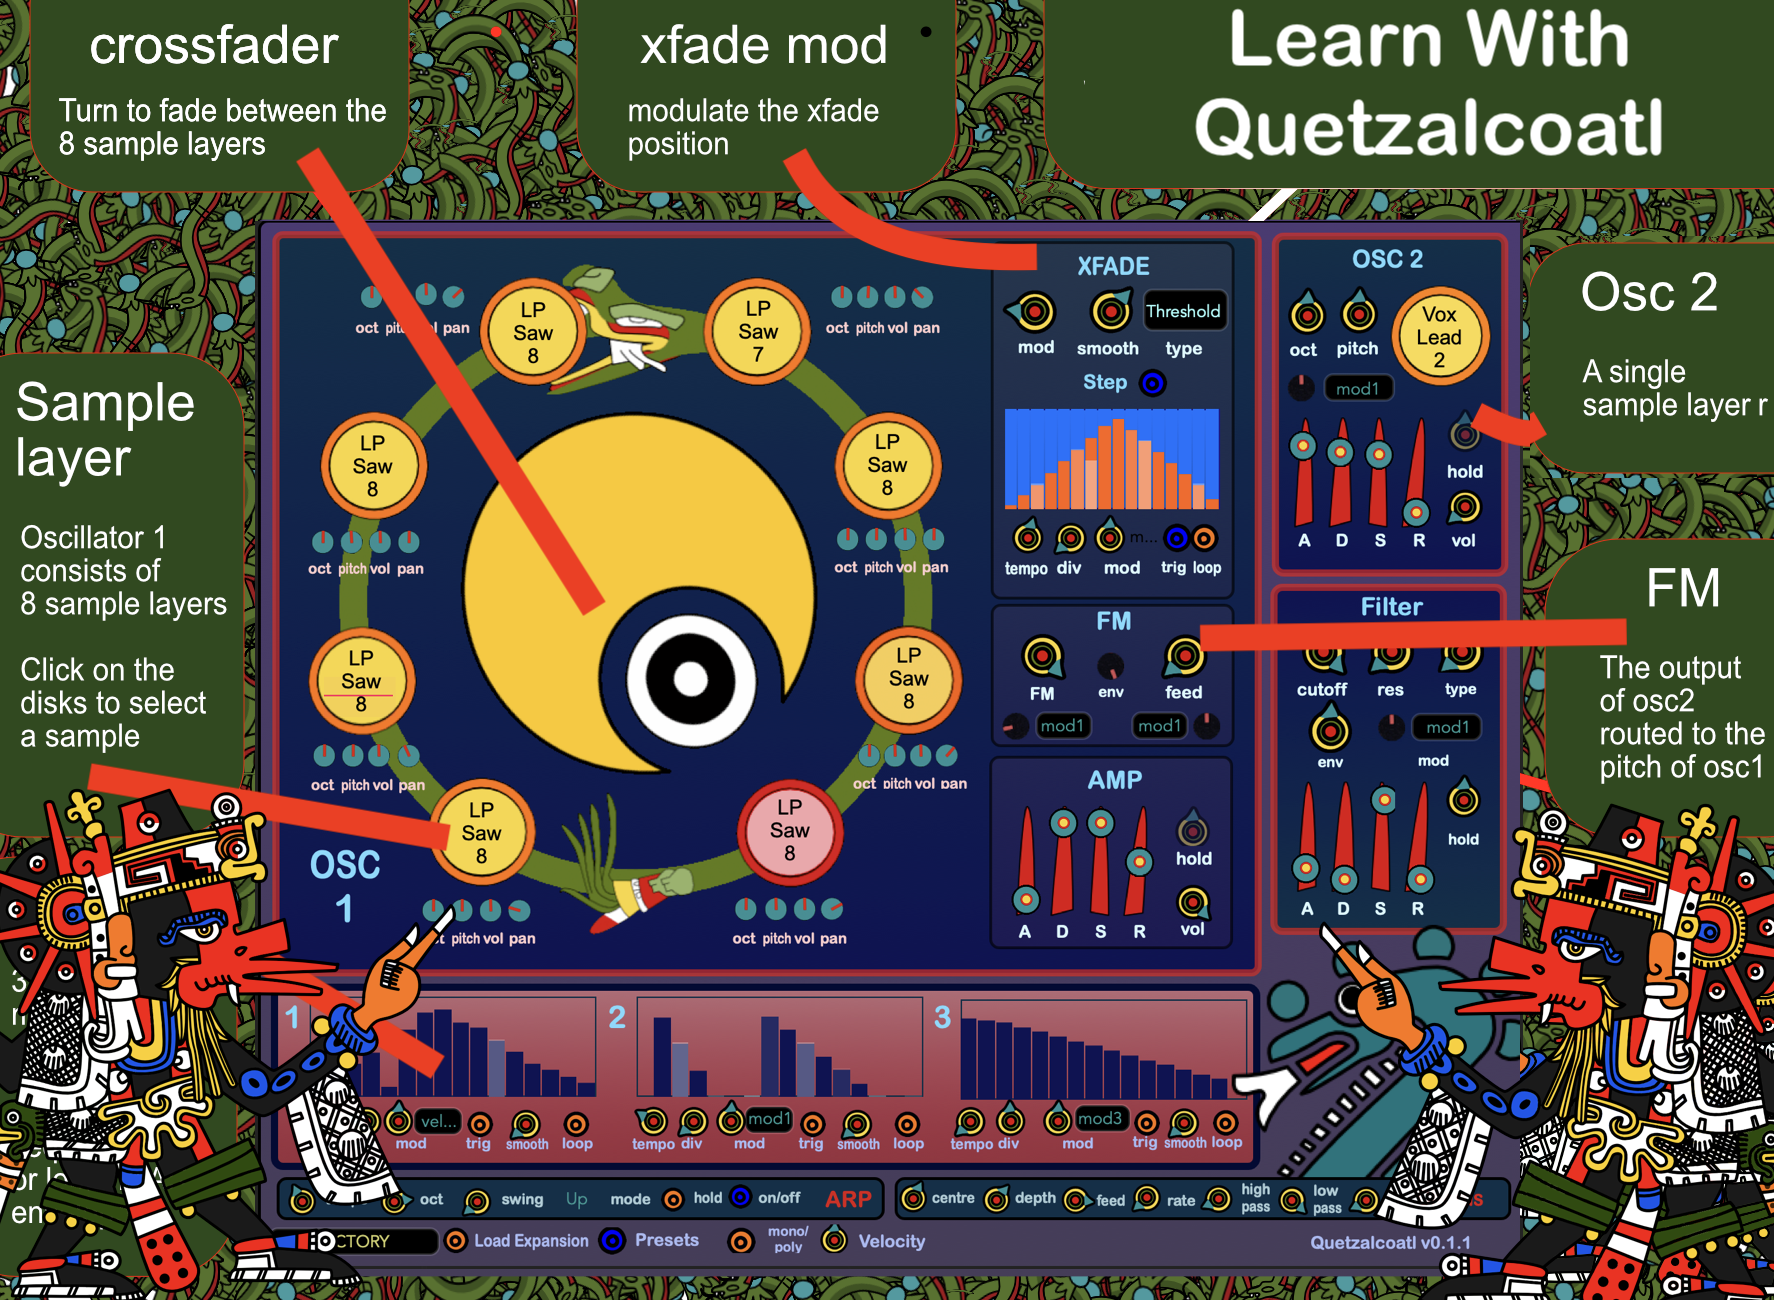 crossfader
Turn to fade between the
8 sample layers
xfade mod
modulate the xfade
position
Learn With
Quetzalcoatl
Sample
layer
Oscillator 1
consists of
8 sample layers
Click on the
disks to select
a sample
Osc 2
A single
sample layer r
FM
The output
of osc2
routed to the
pitch of osc1
LP
Saw
8
LP
Saw
7
LP
Saw
8
LP
Saw
8
LP
Saw
8
LP
Saw
8
LP
Saw
8
LP
Saw
8
oct vol pan
oct pitch vol pan
oct pitch vol pan
oct pitch vol pan
oct pitch vol pan
oct pitch vol pan
pitch vol pan
oct pitch vol pan
OSC
1
XFADE
Threshold
mod smooth type
Step
m...
tempo div mod trig loop
FM
FM env feed
mod1 mod1
AMP
hold
A D S R vol
OSC 2
Vox
Lead
2
oct pitch
mod1
hold
A D S R vol
Filter
cutoff res type
mod1
env mod
hold
A D S R
1
vel...
mod trig smooth loop
2
mod1
tempo div mod trig smooth loop
3
mod3
tempo div mod trig smooth loop
oct swing Up mode hold on/off ARP
centre depth feed rate high
pass low
pass
CTORY Load Expansion Presets mono/
poly Velocity
Quetzalcoatl v0.1.1